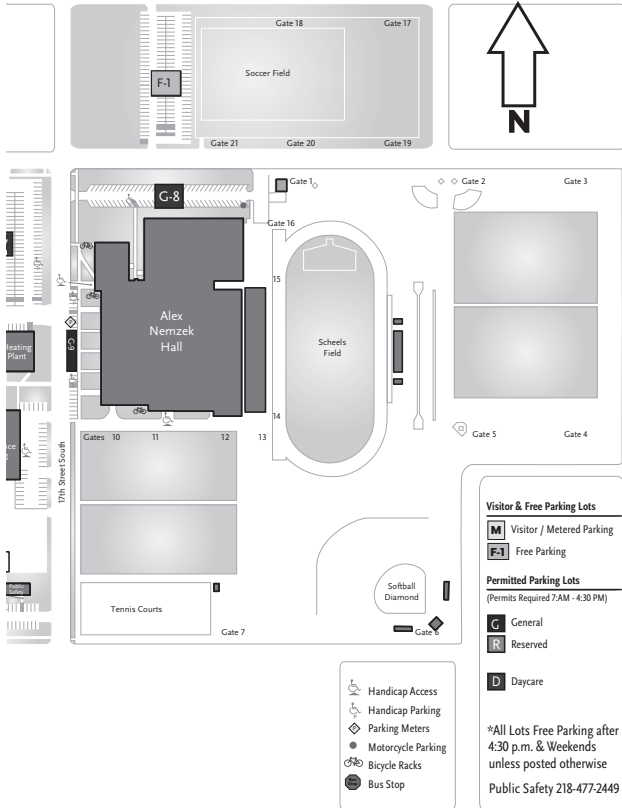 Gate 18
Gate 17
F-1
Soccer Field
N
Gate 21
Gate 20
Gate 19
Gate 1
Gate 2
Gate 3
G-8
Gate 16
15
Alex
Nemzek
Hall
Scheels
Field
G-9
Heating
Plant
14
Gates 10
11
12
13
Gate 5
Gate 4
17th Street South
Visitor & Free Parking Lots
M Visitor / Metered Parking
F-1 Free Parking
Permitted Parking Lots
(Permits Required 7:AM - 4:30 PM)
G General
R Reserved
D Daycare
Public
Safety
Softball
Diamond
Tennis Courts
Gate 7
Gate 6
Handicap Access
Handicap Parking
Parking Meters
Motorcycle Parking
Bicycle Racks
Bus Stop
*All Lots Free Parking after
4:30 p.m. & Weekends
unless posted otherwise
Public Safety 218-477-2449